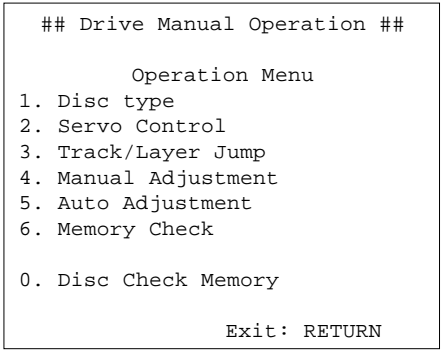 ## Drive Manual Operation ##
Operation Menu
1. Disc type
2. Servo Control
3. Track/Layer Jump
4. Manual Adjustment
5. Auto Adjustment
6. Memory Check
0. Disc Check Memory
Exit: RETURN